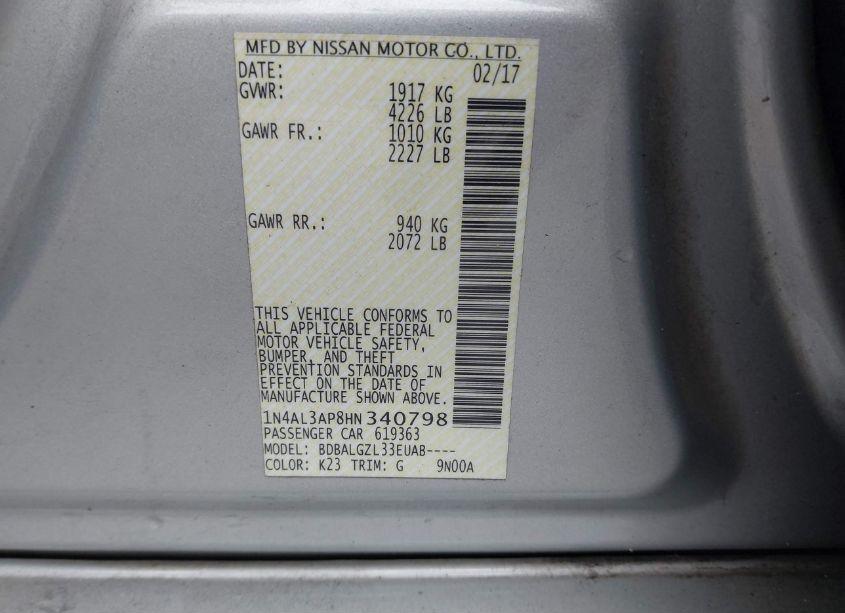 MFD BY NISSAN MOTOR CO., LTD.
DATE: 02/17
GVWR: 1917 KG
4226 LB
GAWR FR.: 1010 KG
2227 LB
GAWR RR.: 940 KG
2072 LB
THIS VEHICLE CONFORMS TO
ALL APPLICABLE FEDERAL
MOTOR VEHICLE SAFETY,
BUMPER, AND THEFT
PREVENTION STANDARDS IN
EFFECT ON THE DATE OF
MANUFACTURE SHOWN ABOVE.
1N4AL3AP8HN340798
PASSENGER CAR 619363
MODEL: BDBALGZL33EUAB----
COLOR: K23 TRIM: G 9N00A